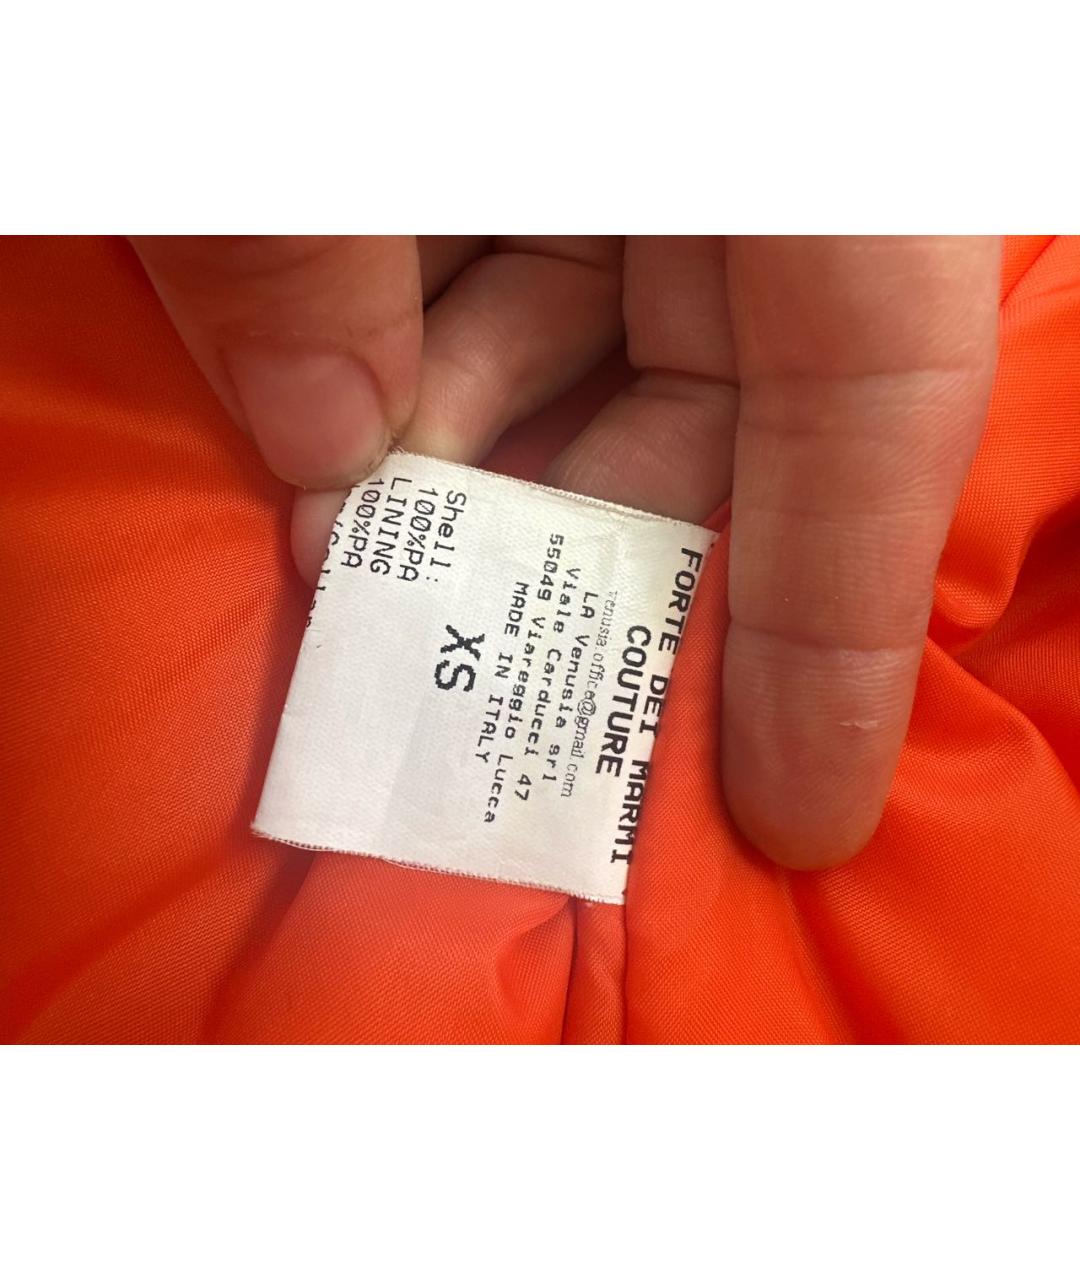 FORTE DEI MARMI
COUTURE
venusia.office@gmail.com
LA Venusia srl
Viale Carducci 47
55049 Viareggio Lucca
MADE IN ITALY
XS
Shell:
100%PA
LINING
100%PA